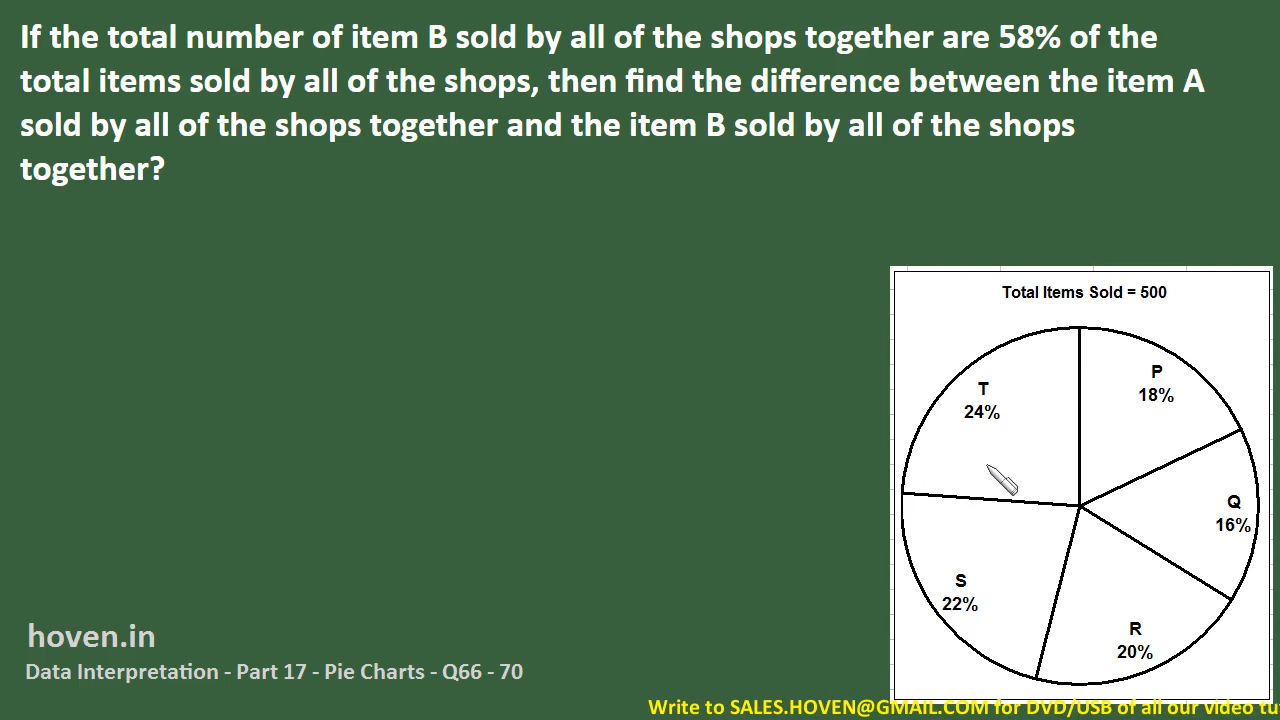 If the total number of item B sold by all of the shops together are 58% of the
total items sold by all of the shops, then find the difference between the item A
sold by all of the shops together and the item B sold by all of the shops
together?
Total Items Sold = 500
T
24%
P
18%
Q
16%
S
22%
R
20%
hoven.in
Data Interpretation - Part 17 - Pie Charts - Q66 - 70
Write to SALES.HOVEN@GMAIL.COM for DVD/USB of all our video tu